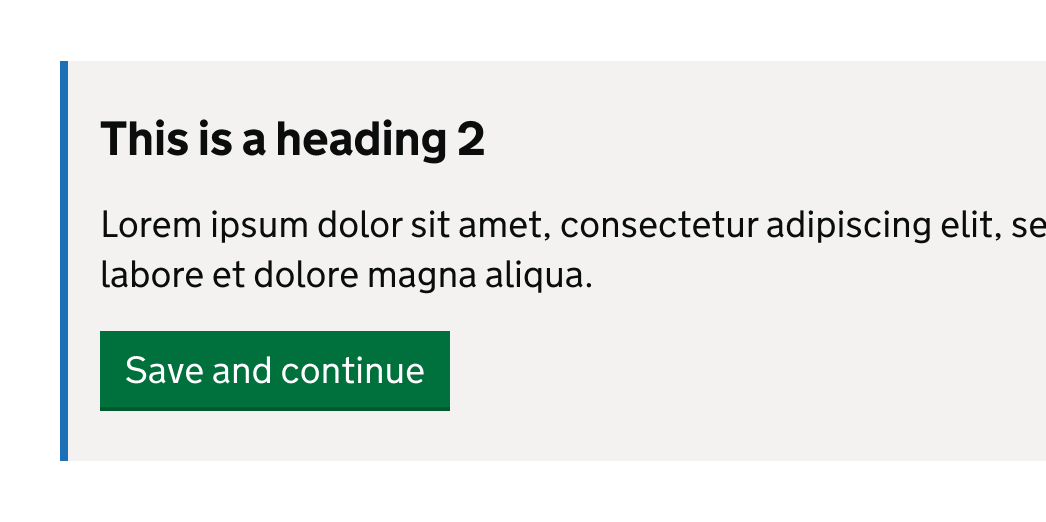 This is a heading 2
Lorem ipsum dolor sit amet, consectetur adipiscing elit, se
labore et dolore magna aliqua.
Save and continue